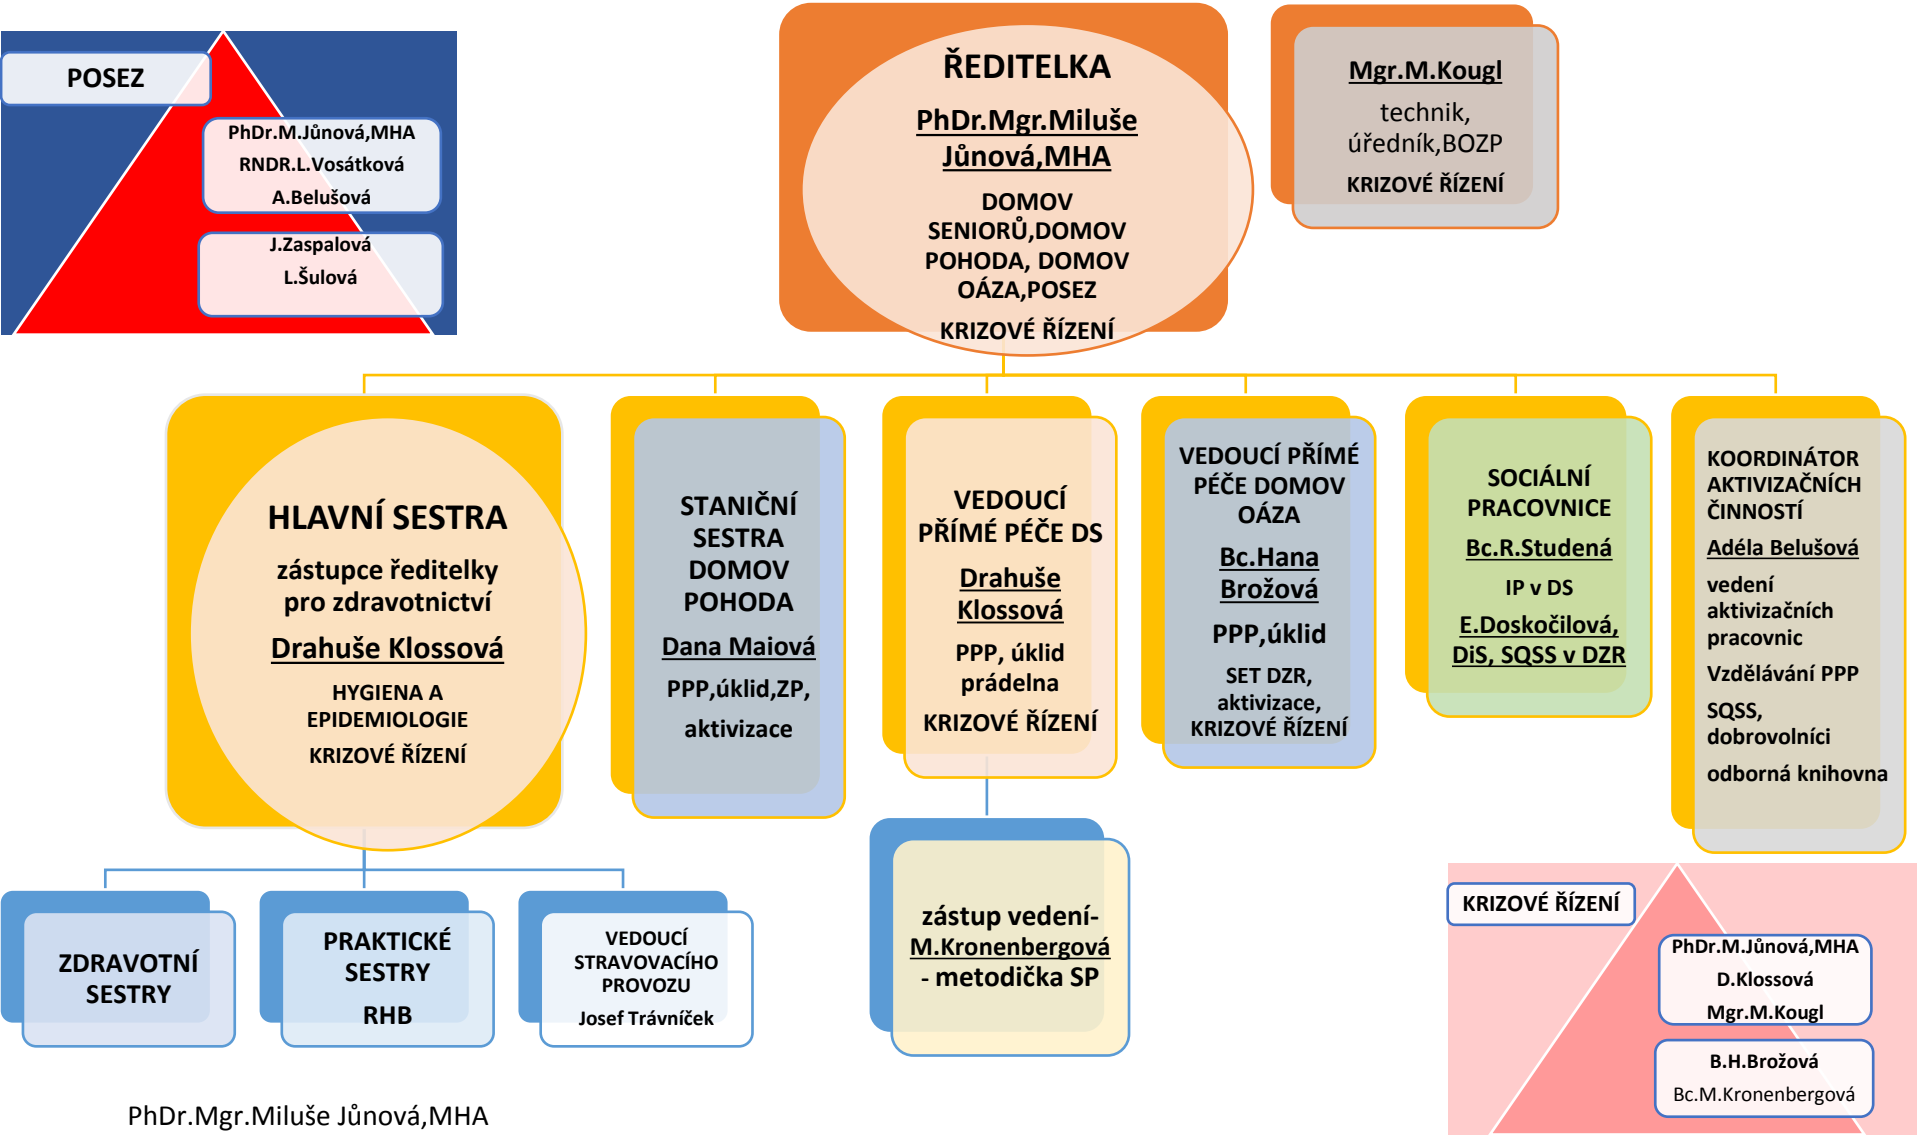 POSEZ
PhDr.M.Jůnová,MHA
RNDR.L.Vosátková
A.Belušová
J.Zaspalová
L.Šulová
ŘEDITELKA
PhDr.Mgr.Miluše
Jůnová,MHA
DOMOV
SENIORŮ,DOMOV
POHODA, DOMOV
OÁZA,POSEZ
KRIZOVÉ ŘÍZENÍ
Mgr.M.Kougl
technik,
úředník,BOZP
KRIZOVÉ ŘÍZENÍ
HLAVNÍ SESTRA
zástupce ředitelky
pro zdravotnictví
Drahuše Klossová
HYGIENA A
EPIDEMIOLOGIE
KRIZOVÉ ŘÍZENÍ
STANIČNÍ
SESTRA
DOMOV
POHODA
Dana Maiová
PPP,úklid,ZP,
aktivizace
VEDOUCÍ
PŘÍMÉ PÉČE DS
Drahuše
Klossová
PPP, úklid
prádelna
KRIZOVÉ ŘÍZENÍ
VEDOUCÍ PŘÍMÉ
PÉČE DOMOV
OÁZA
Bc.Hana
Brožová
PPP,úklid
SET DZR,
aktivizace,
KRIZOVÉ ŘÍZENÍ
SOCIÁLNÍ
PRACOVNICE
Bc.R.Studená
IP v DS
E.Doskočilová,
DiS, SQSS v DZR
KOORDINÁTOR
AKTIVIZAČNÍCH
ČINNOSTÍ
Adéla Belušová
vedení
aktivizačních
pracovnic
Vzdělávání PPP
SQSS,
dobrovolníci
odborná knihovna
ZDRAVOTNÍ
SESTRY
PRAKTICKÉ
SESTRY
RHB
VEDOUCÍ
STRAVOVACÍHO
PROVOZU
Josef Trávníček
zástup vedení-
M.Kronenbergová
- metodička SP
KRIZOVÉ ŘÍZENÍ
PhDr.M.Jůnová,MHA
D.Klossová
Mgr.M.Kougl
B.H.Brožová
Bc.M.Kronenbergová
PhDr.Mgr.Miluše Jůnová,MHA